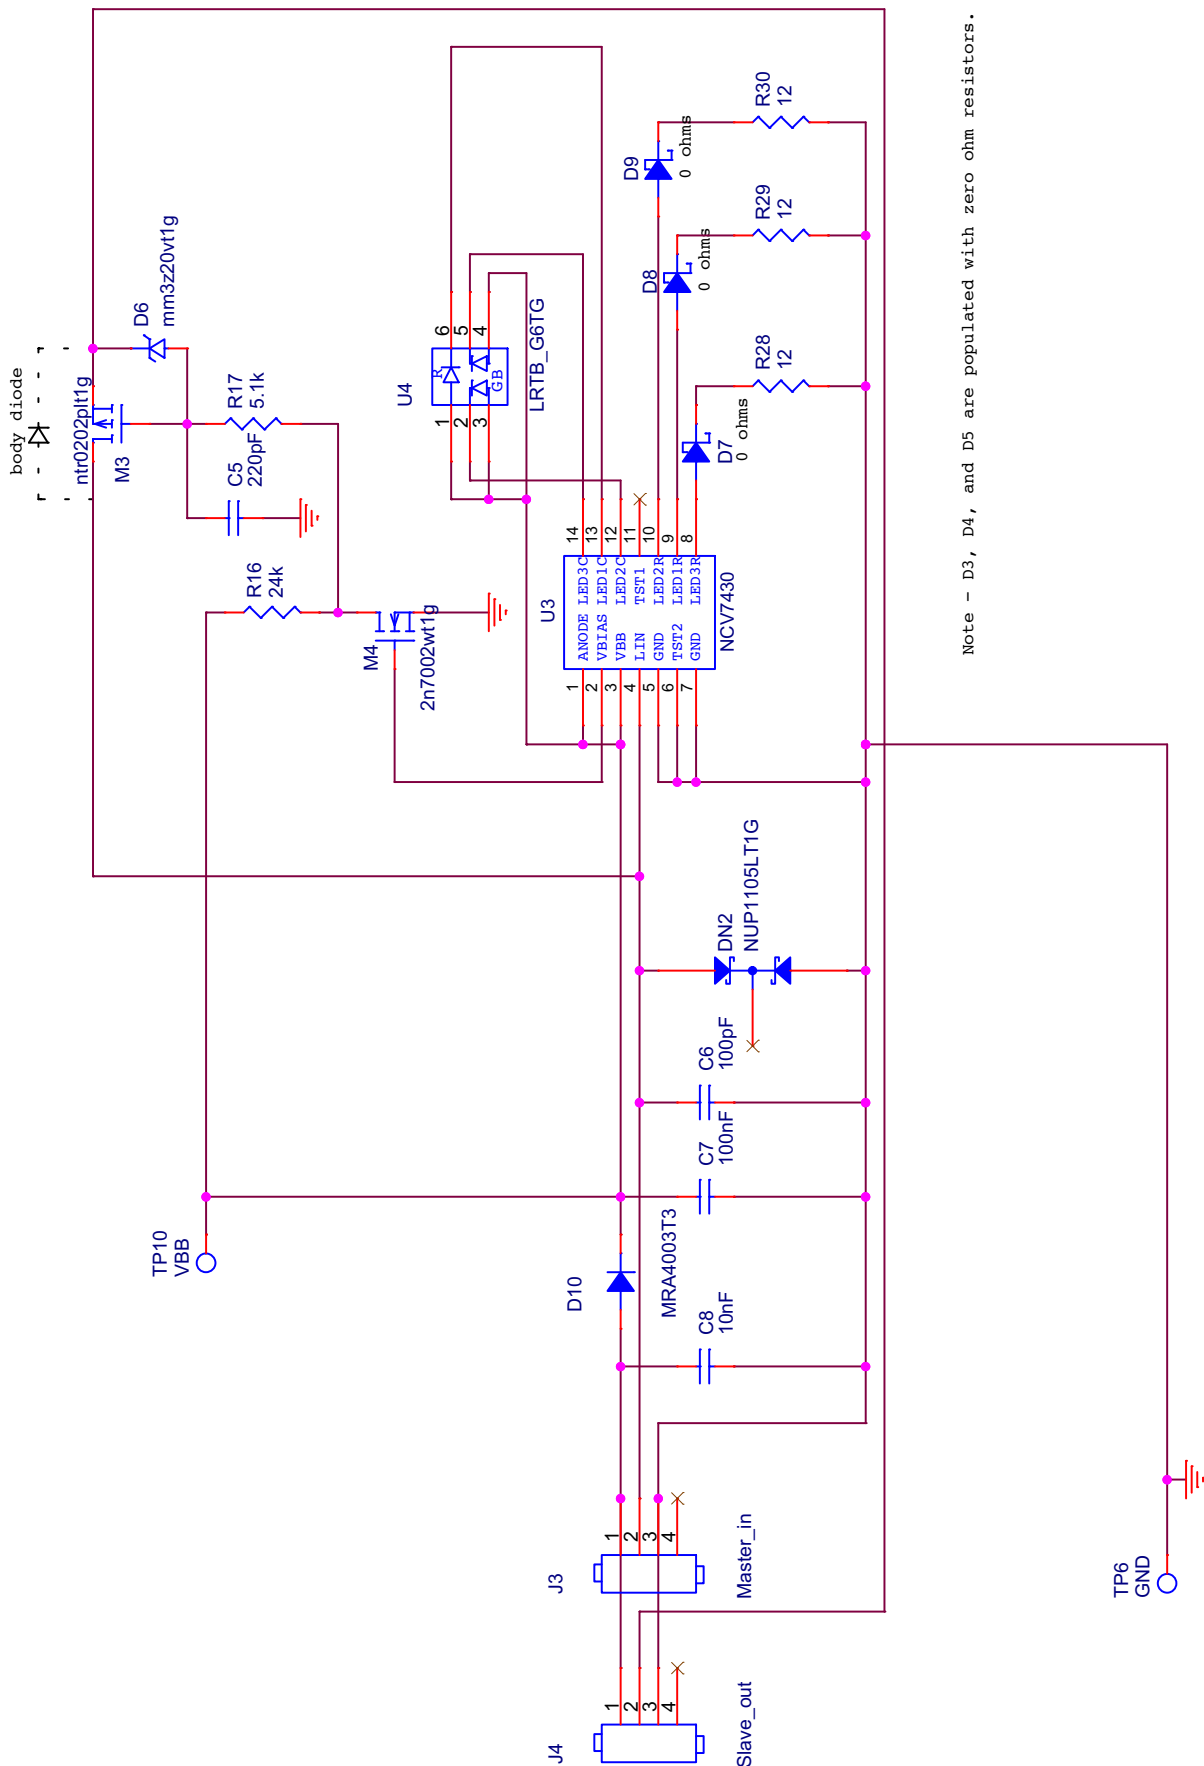 body diode
ntr0202plt1g
M3
D6
mm3z20vt1g
R17
5.1k
C5
220pF
R16
24k
M4
2n7002wt1g
U4
R
GB
1
2
3
6
5
4
LRTB_G6TG
D9
0 ohms
R30
12
D8
0 ohms
R29
12
D7
0 ohms
R28
12
U3
1
2
3
4
5
6
7
ANODE
VBIAS
VBB
LIN
GND
TST2
GND
LED3C
LED1C
LED2C
TST1
LED2R
LED1R
LED3R
14
13
12
11
10
9
8
NCV7430
DN2
NUP1105LT1G
C6
100pF
C7
100nF
TP10
VBB
D10
MRA4003T3
C8
10nF
J3
1
2
3
4
Master_in
J4
1
2
3
4
Slave_out
TP6
GND
Note - D3, D4, and D5 are populated with zero ohm resistors.